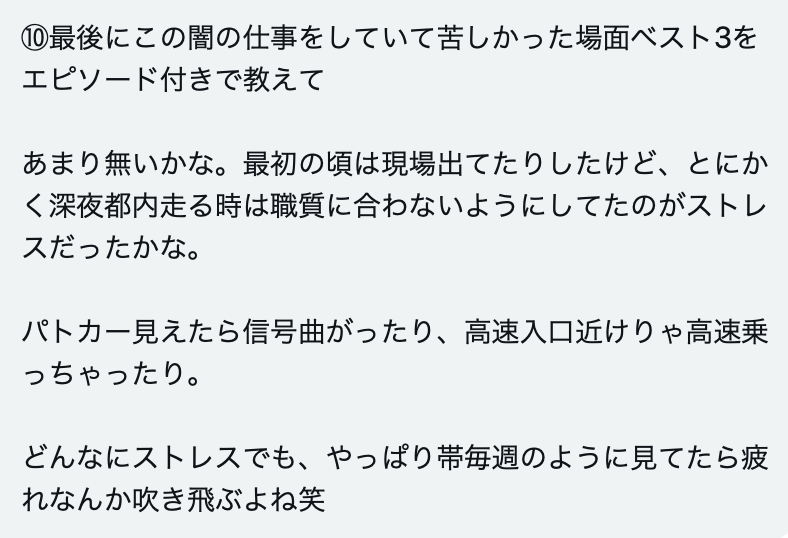 ⑩最後にこの闇の仕事をしていて苦しかった場面ベスト3を
エピソード付きで教えて
あまり無いかな。最初の頃は現場出てたりしたけど、とにか
く深夜都内走る時は職質に合わないようにしてたのがストレ
スだったかな。
パトカー見えたら信号曲がったり、高速入口近けりゃ高速乗
っちゃったり。
どんなにストレスでも、やっぱり帯毎週のように見てたら疲
れなんか吹き飛ぶよね笑